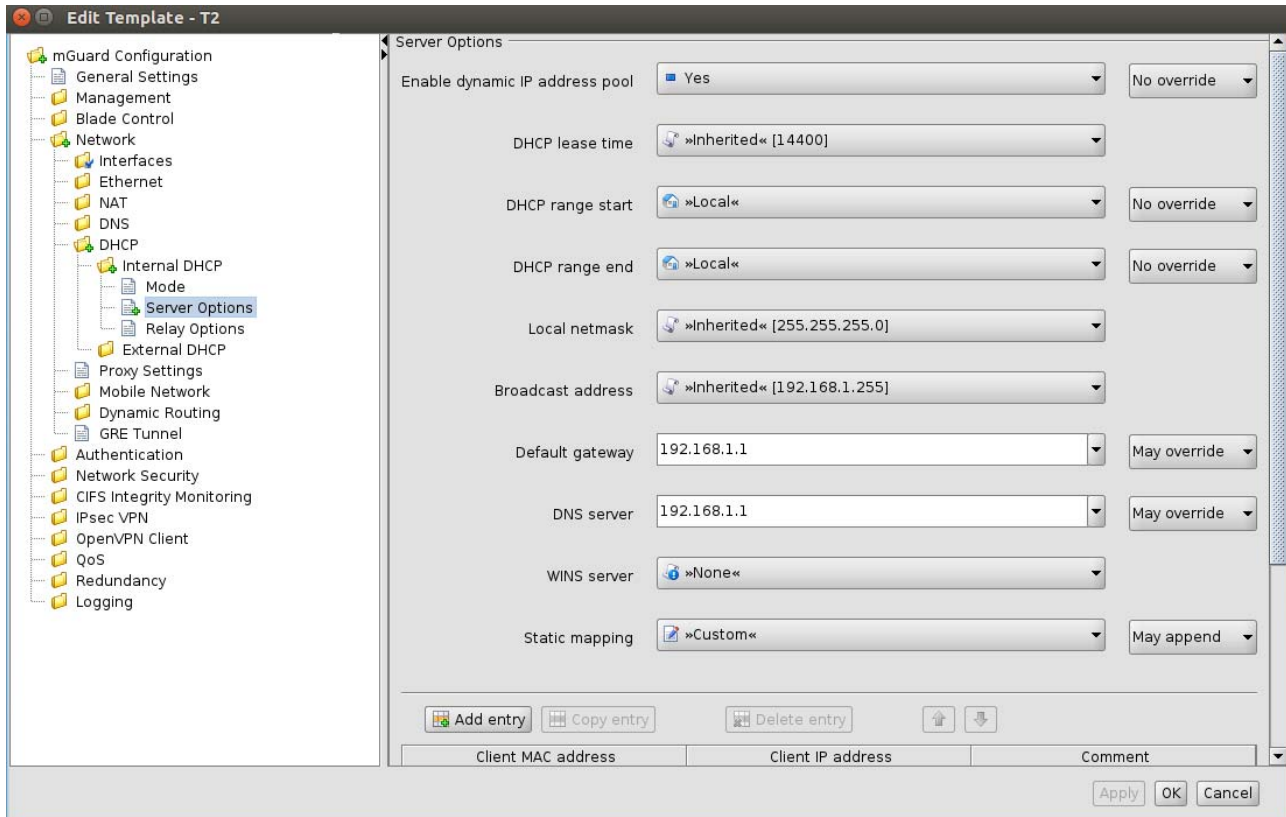 Edit Template - T2
mGuard Configuration
General Settings
Management
Blade Control
Network
Interfaces
Ethernet
NAT
DNS
DHCP
Internal DHCP
Mode
Server Options
Relay Options
External DHCP
Proxy Settings
Mobile Network
Dynamic Routing
GRE Tunnel
Authentication
Network Security
CIFS Integrity Monitoring
IPsec VPN
OpenVPN Client
QoS
Redundancy
Logging
Server Options
Enable dynamic IP address pool Yes No override
DHCP lease time »Inherited« [14400]
DHCP range start »Local« No override
DHCP range end »Local« No override
Local netmask »Inherited« [255.255.255.0]
Broadcast address »Inherited« [192.168.1.255]
Default gateway 192.168.1.1 May override
DNS server 192.168.1.1 May override
WINS server »None«
Static mapping »Custom« May append
Add entry Copy entry Delete entry
Client MAC address Client IP address Comment
Apply OK Cancel